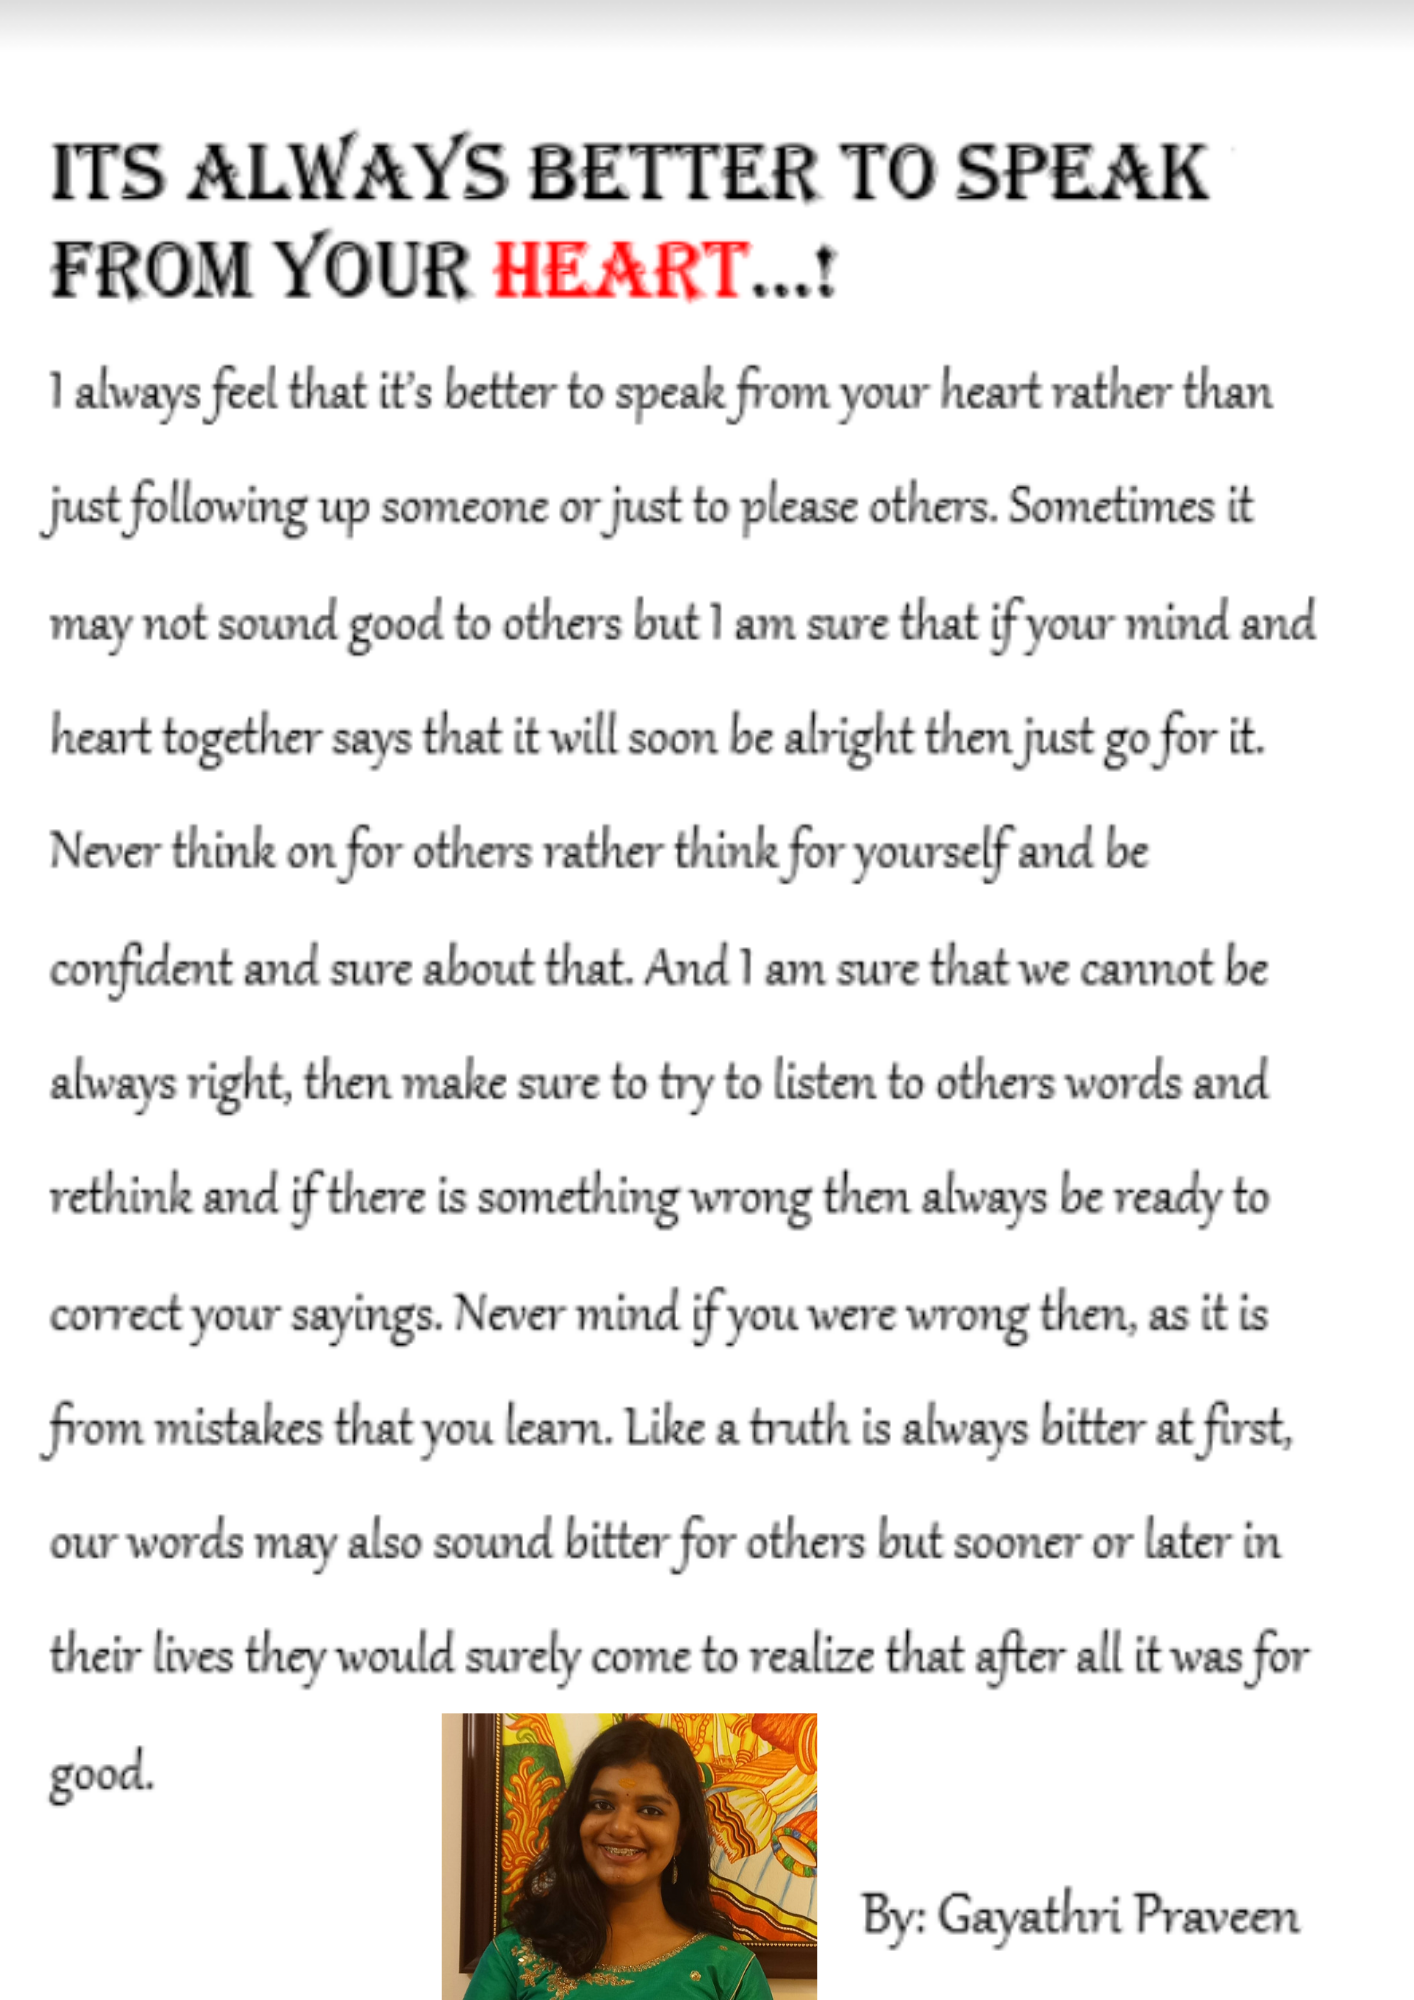 ITS ALWAYS BETTER TO SPEAK
FROM YOUR HEART...!
I always feel that it's better to speak from your heart rather than
just following up someone or just to please others. Sometimes it
may not sound good to others but I am sure that if your mind and
heart together says that it will soon be alright then just go for it.
Never think on for others rather think for yourself and be
confident and sure about that. And I am sure that we cannot be
always right, then make sure to try to listen to others words and
rethink and if there is something wrong then always be ready to
correct your sayings. Never mind if you were wrong then, as it is
from mistakes that you learn. Like a truth is always bitter at first,
our words may also sound bitter for others but sooner or later in
their lives they would surely come to realize that after all it was for
good.
By: Gayathri Praveen